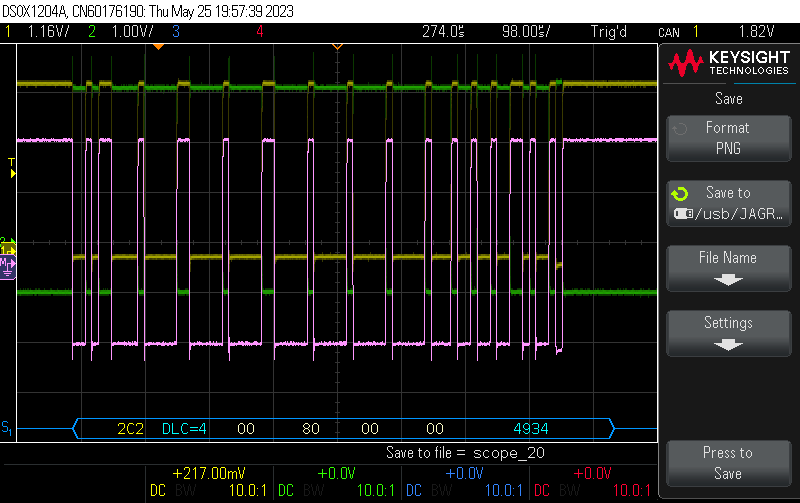 DSOX1204A, CN60176190: Thu May 25 19:57:39 2023
1 1.16V/ 2 1.00V/ 3 4 274.0s 98.00s/ Trig'd CAN 1 1.82V
KEYSIGHT
TECHNOLOGIES
Save
Format
PNG
Save to
/usb/JAGR...
File Name
Settings
Press to
Save
T
2
1
M
S1 2C2 DLC=4 00 80 00 00 4934
Save to file = scope_20
+217.00mV +0.0V +0.0V +0.0V
DC BW 10.0:1 DC BW 10.0:1 DC BW 10.0:1 DC BW 10.0:1